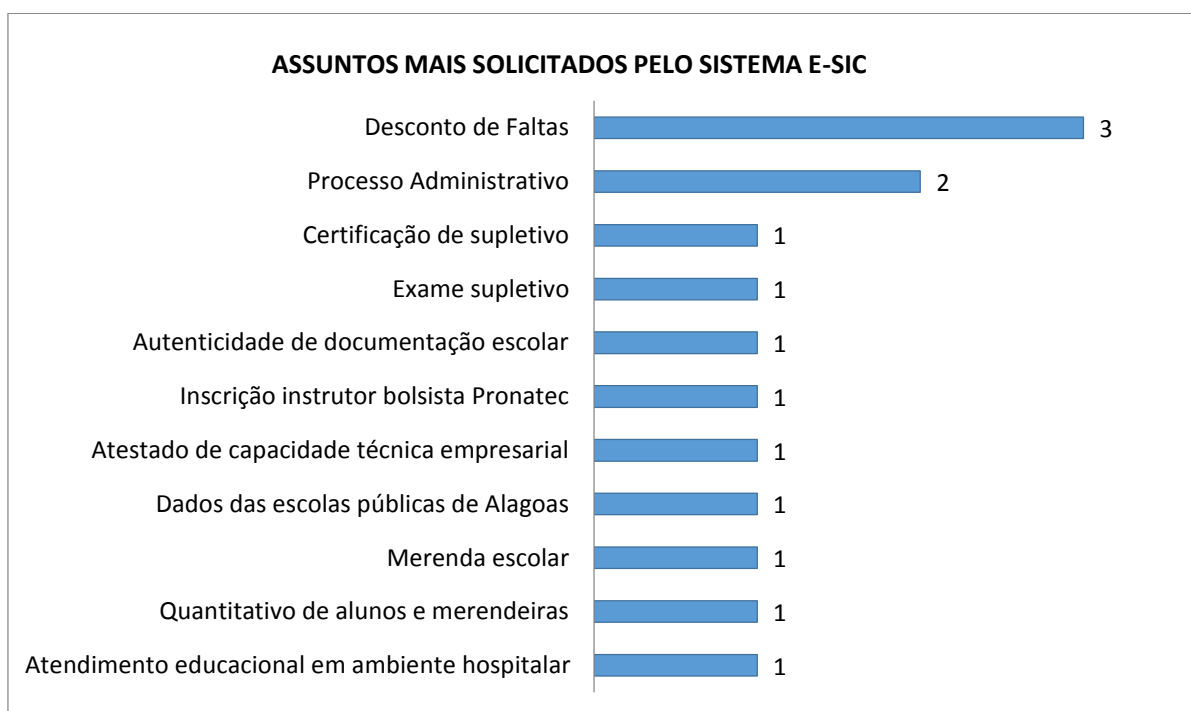 ASSUNTOS MAIS SOLICITADOS PELO SISTEMA E-SIC
Desconto de Faltas 3
Processo Administrativo 2
Certificação de supletivo 1
Exame supletivo 1
Autenticidade de documentação escolar 1
Inscrição instrutor bolsista Pronatec 1
Atestado de capacidade técnica empresarial 1
Dados das escolas públicas de Alagoas 1
Merenda escolar 1
Quantitativo de alunos e merendeiras 1
Atendimento educacional em ambiente hospitalar 1